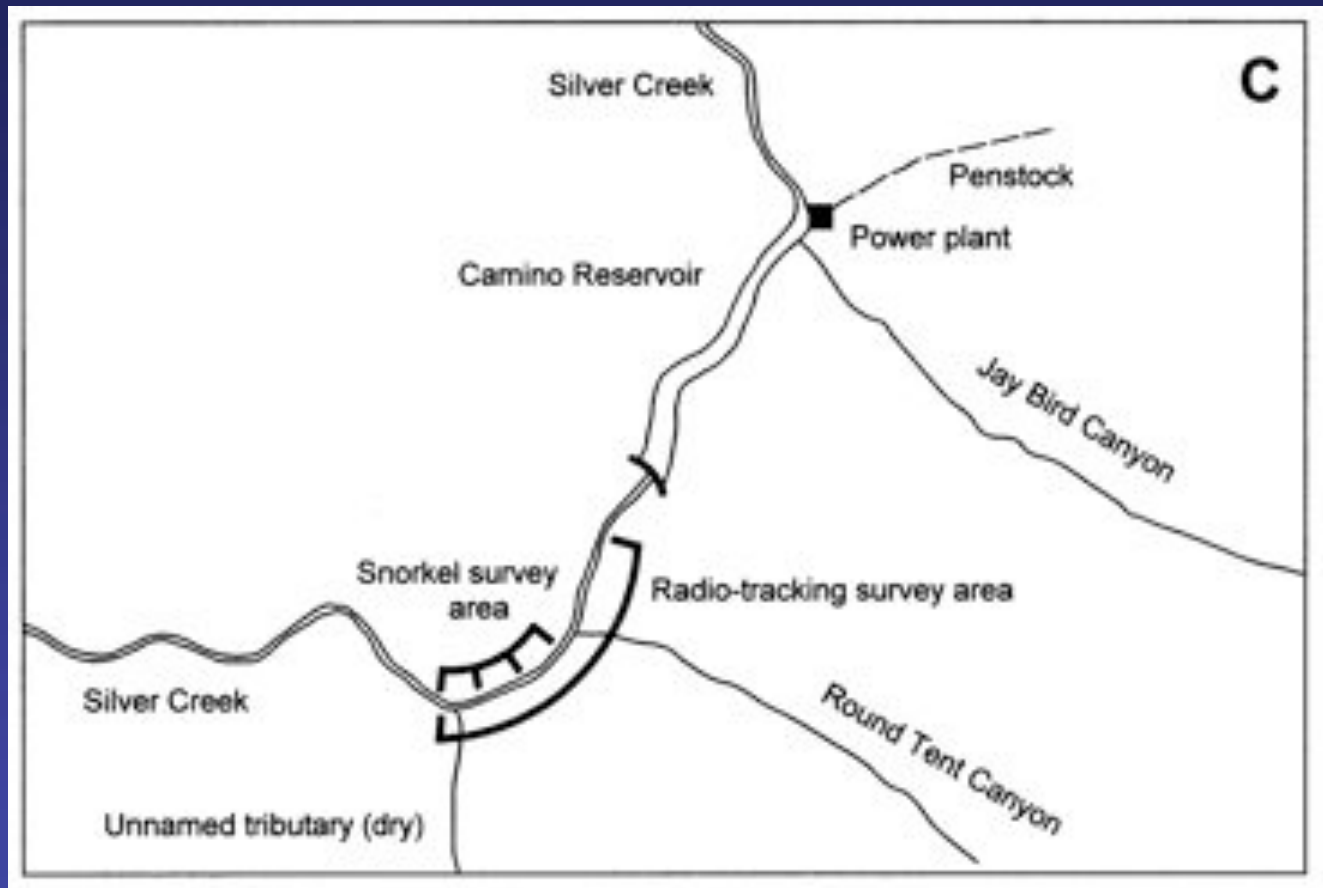 C
Silver Creek
Penstock
Power plant
Camino Reservoir
Jay Bird Canyon
Snorkel survey
area
Radio-tracking survey area
Silver Creek
Round Tent Canyon
Unnamed tributary (dry)